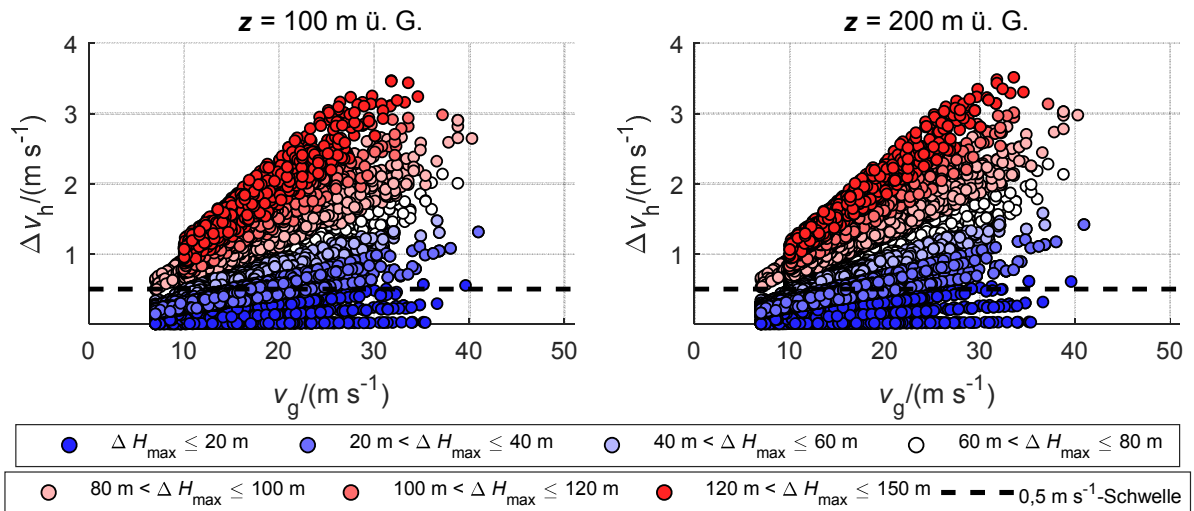 z = 100 m ü. G.
4
3
2
1
0
0 10 20 30 40 50
Δv_h/(m s⁻¹)
v_g/(m s⁻¹)
z = 200 m ü. G.
4
3
2
1
0
0 10 20 30 40 50
Δv_h/(m s⁻¹)
v_g/(m s⁻¹)
Δ H_max ≤ 20 m 20 m < Δ H_max ≤ 40 m 40 m < Δ H_max ≤ 60 m 60 m < Δ H_max ≤ 80 m
80 m < Δ H_max ≤ 100 m 100 m < Δ H_max ≤ 120 m 120 m < Δ H_max ≤ 150 m 0,5 m s⁻¹-Schwelle